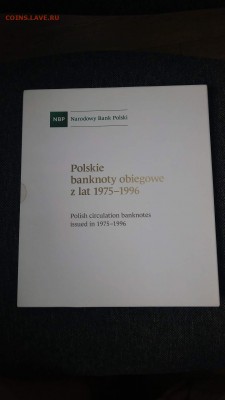 COINS.LAVE.RU
NBP Narodowy Bank Polski
Polskie
banknoty obiegowe
z lat 1975–1996
Polish circulation banknotes
issued in 1975–1996